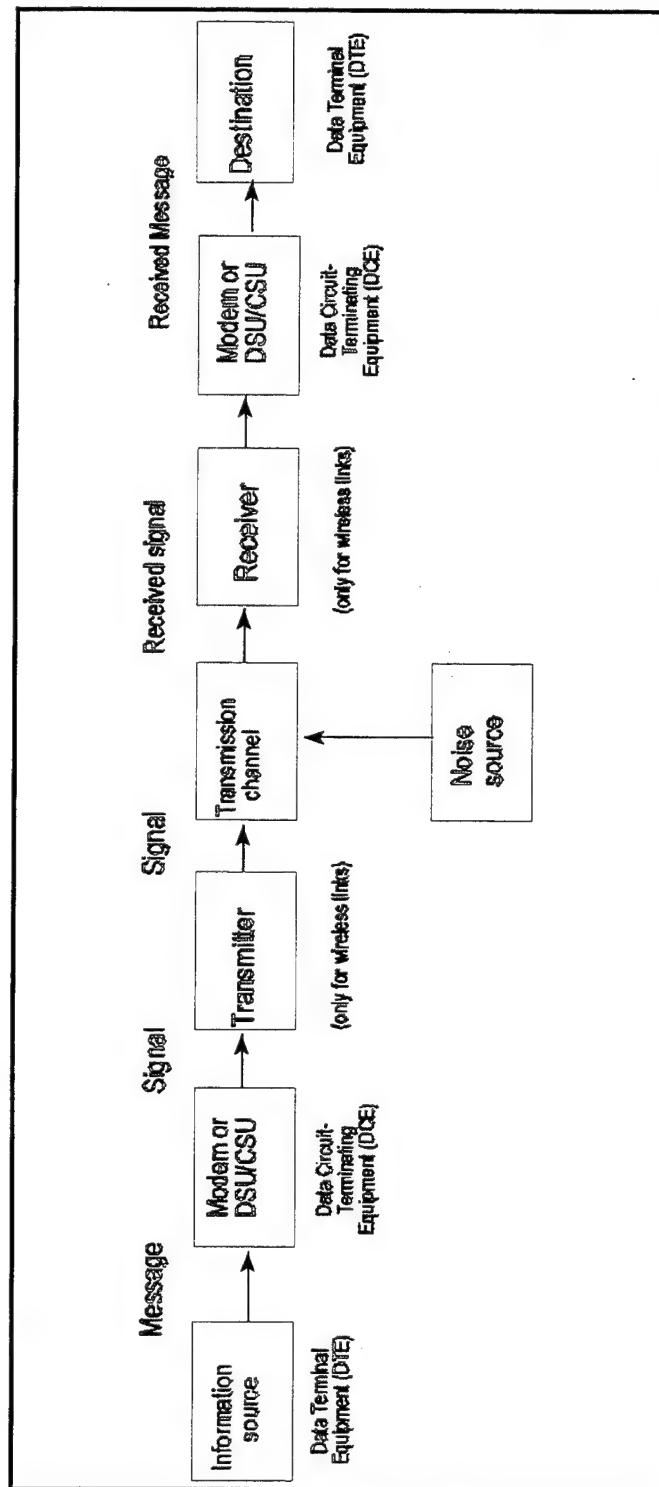 Message
Signal
Signal
Received signal
Received Message
Information
source
Modem or
DSU/CSU
Transmitter
Transmission
channel
Receiver
Modem or
DSU/CSU
Destination
Data Terminal
Equipment (DTE)
Data Circuit-
Terminating
Equipment (DCE)
(only for wireless links)
(only for wireless links)
Data Circuit-
Terminating
Equipment (DCE)
Data Terminal
Equipment (DTE)
Noise
source